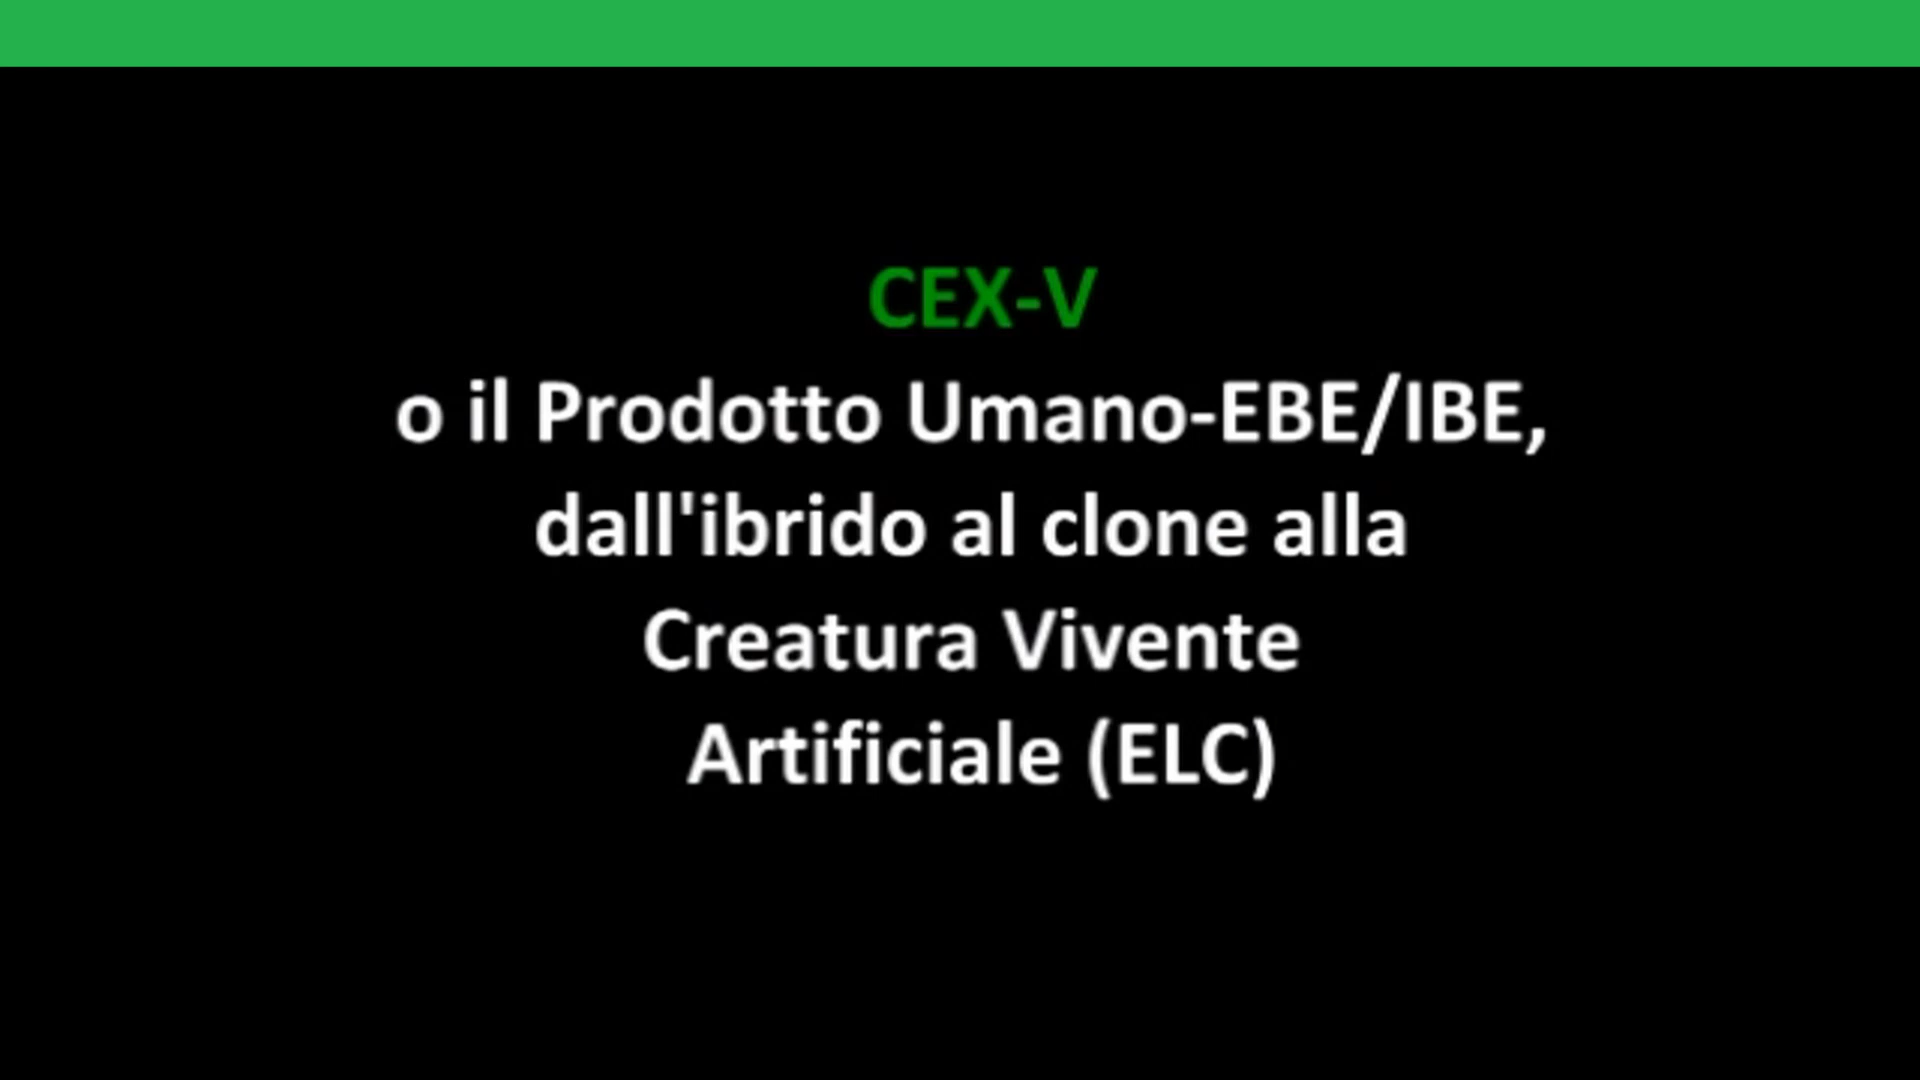 CEX-V
o il Prodotto Umano-EBE/IBE,
dall'ibrido al clone alla
Creatura Vivente
Artificiale (ELC)